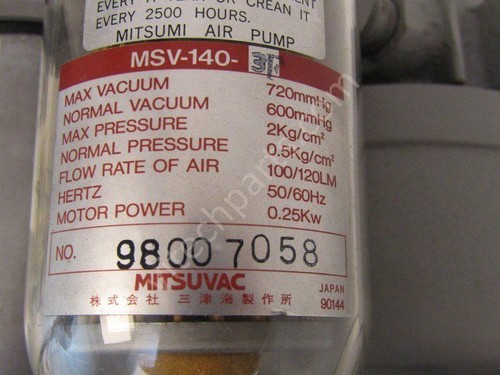 EVERY 2500 HOURS.
MITSUMI AIR PUMP
MSV-140-3
MAX VACUUM 720mmHg
NORMAL VACUUM 600mmHg
MAX PRESSURE 2Kg/cm²
NORMAL PRESSURE 0.5Kg/cm²
FLOW RATE OF AIR 100/120LM
HERTZ 50/60Hz
MOTOR POWER 0.25Kw
NO. 98007058
MITSUVAC
株式会社 三津海製作所
JAPAN
90144